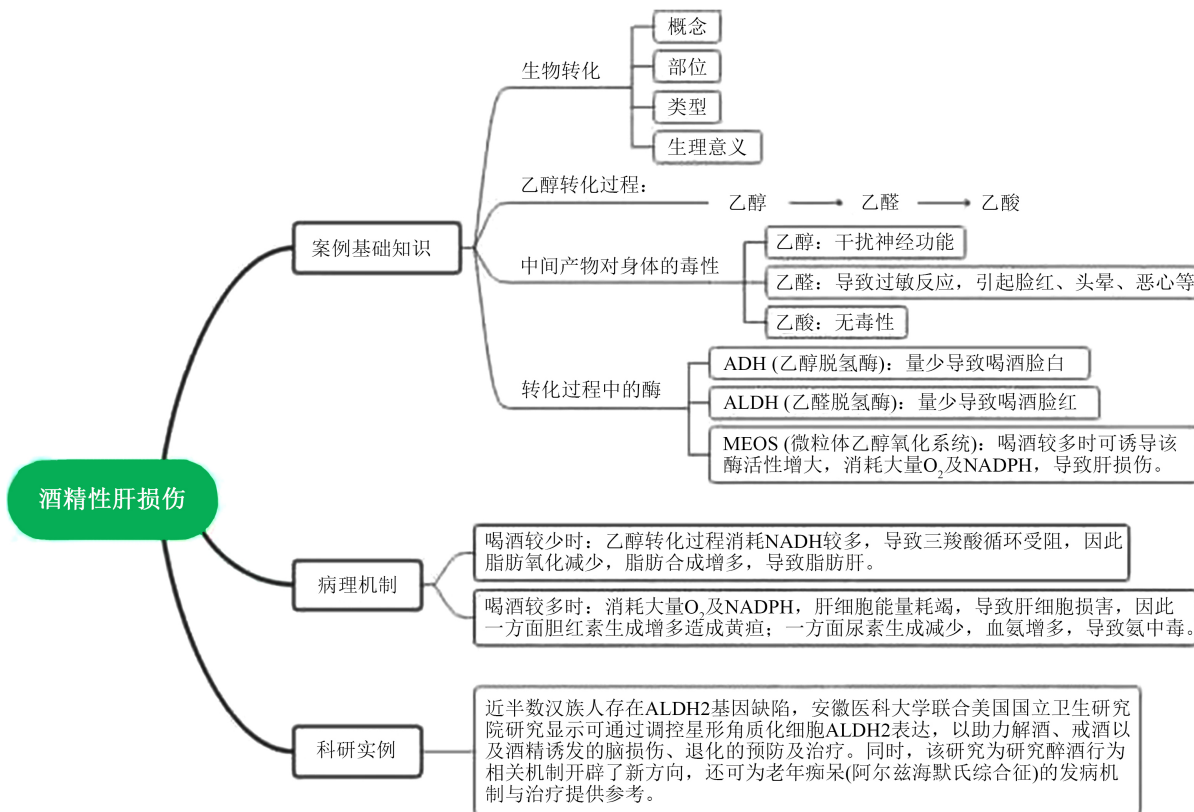 概念
部位
生物转化
类型
生理意义
乙醇转化过程：
乙醇
乙醛
乙酸
案例基础知识
乙醇：干扰神经功能
中间产物对身体的毒性
乙醛：导致过敏反应，引起脸红、头晕、恶心等
乙酸：无毒性
ADH (乙醇脱氢酶)：量少导致喝酒脸白
转化过程中的酶
ALDH (乙醛脱氢酶)：量少导致喝酒脸红
MEOS (微粒体乙醇氧化系统)：喝酒较多时可诱导该
酶活性增大，消耗大量O₂及NADPH，导致肝损伤。
酒精性肝损伤
病理机制
喝酒较少时：乙醇转化过程消耗NADH较多，导致三羧酸循环受阻，因此
脂肪氧化减少，脂肪合成增多，导致脂肪肝。
喝酒较多时：消耗大量O₂及NADPH，肝细胞能量耗竭，导致肝细胞损害，因此
一方面胆红素生成增多造成黄疸；一方面尿素生成减少，血氨增多，导致氨中毒。
科研实例
近半数汉族人存在ALDH2基因缺陷，安徽医科大学联合美国国立卫生研究
院研究显示可通过调控星形角质化细胞ALDH2表达，以助力解酒、戒酒以
及酒精诱发的脑损伤、退化的预防及治疗。同时，该研究为研究醉酒行为
相关机制开辟了新方向，还可为老年痴呆(阿尔兹海默氏综合征)的发病机
制与治疗提供参考。